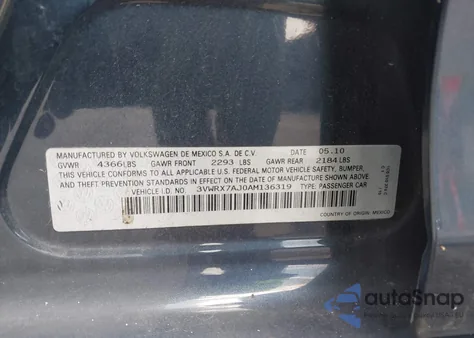 MANUFACTURED BY VOLKSWAGEN DE MEXICO S.A. DE C.V. DATE 05.10
GVWR 4366LBS GAWR FRONT 2293 LBS GAWR REAR 2184 LBS
THIS VEHICLE CONFORMS TO ALL APPLICABLE U.S. FEDERAL MOTOR VEHICLE SAFETY, BUMPER,
AND THEFT PREVENTION STANDARDS IN EFFECT ON THE DATE OF MANUFACTURE SHOWN ABOVE
VEHICLE I.D. NO. 3VWRX7AJ0AM136319 TYPE: PASSENGER CAR
COUNTRY OF ORIGIN: MEXICO
autoSnap